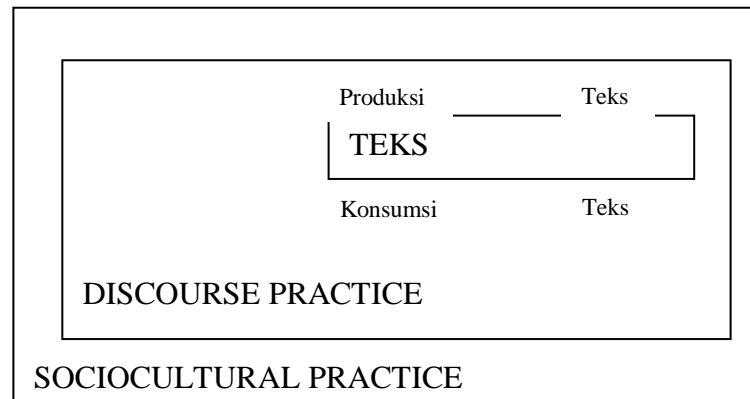 Produksi Teks
TEKS
Konsumsi Teks
DISCOURSE PRACTICE
SOCIOCULTURAL PRACTICE